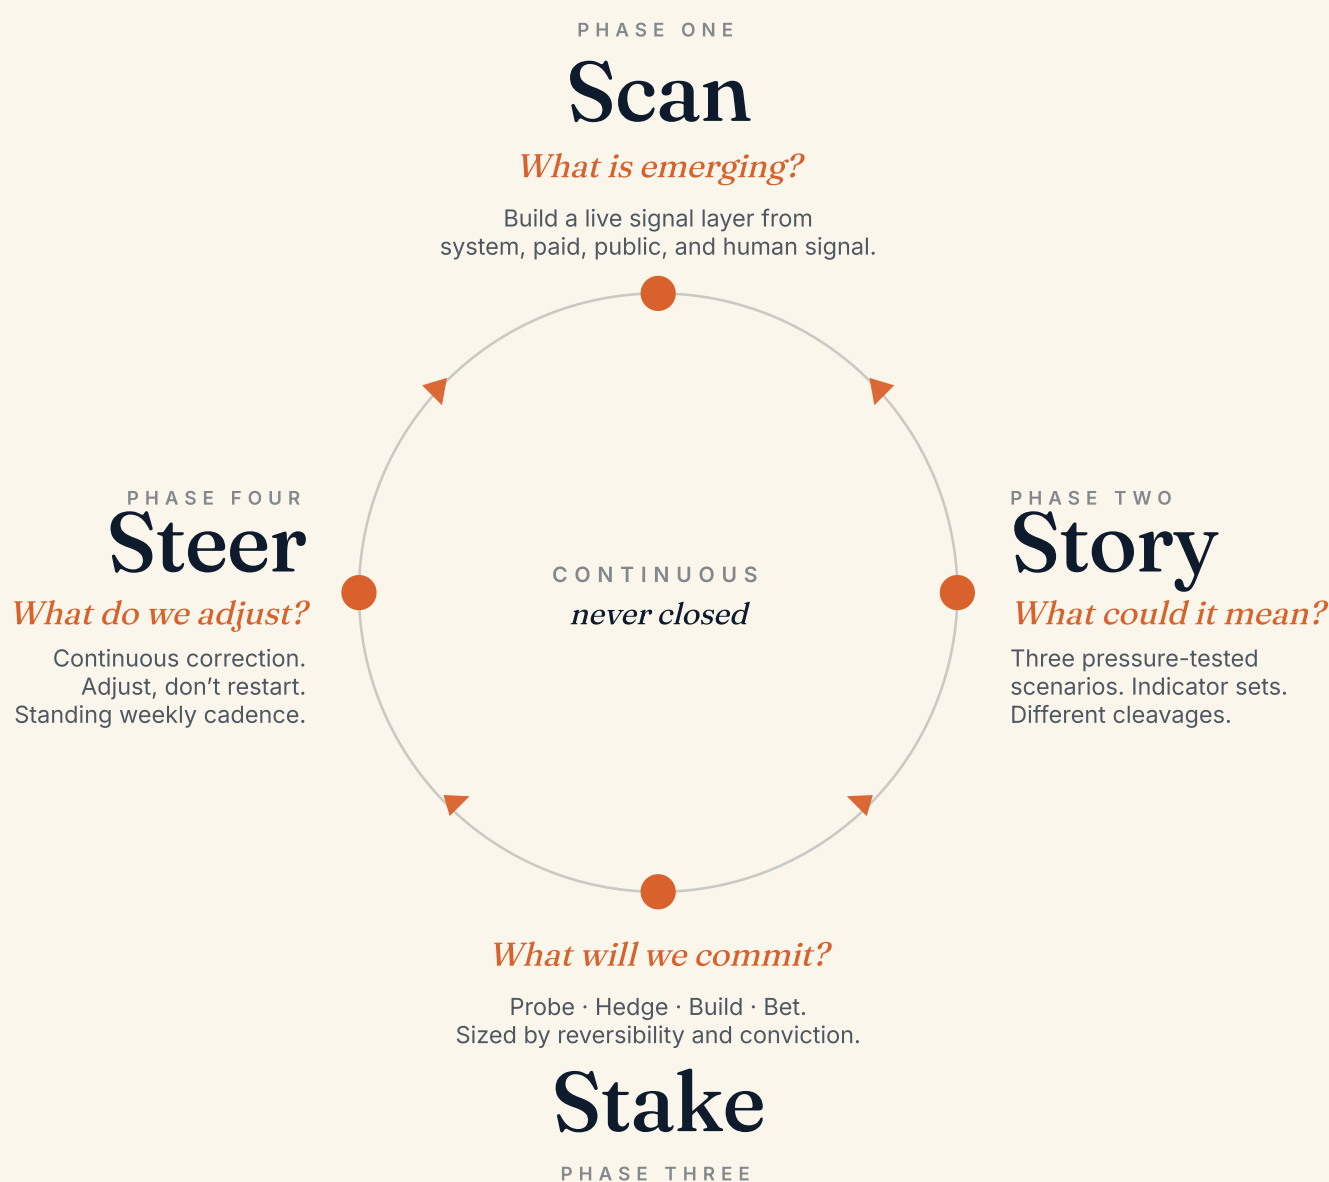 PHASE ONE
Scan
What is emerging?
Build a live signal layer from
system, paid, public, and human signal.
PHASE FOUR
Steer
What do we adjust?
Continuous correction.
Adjust, don’t restart.
Standing weekly cadence.
CONTINUOUS
never closed
PHASE TWO
Story
What could it mean?
Three pressure-tested
scenarios. Indicator sets.
Different cleavages.
What will we commit?
Probe · Hedge · Build · Bet.
Sized by reversibility and conviction.
Stake
PHASE THREE